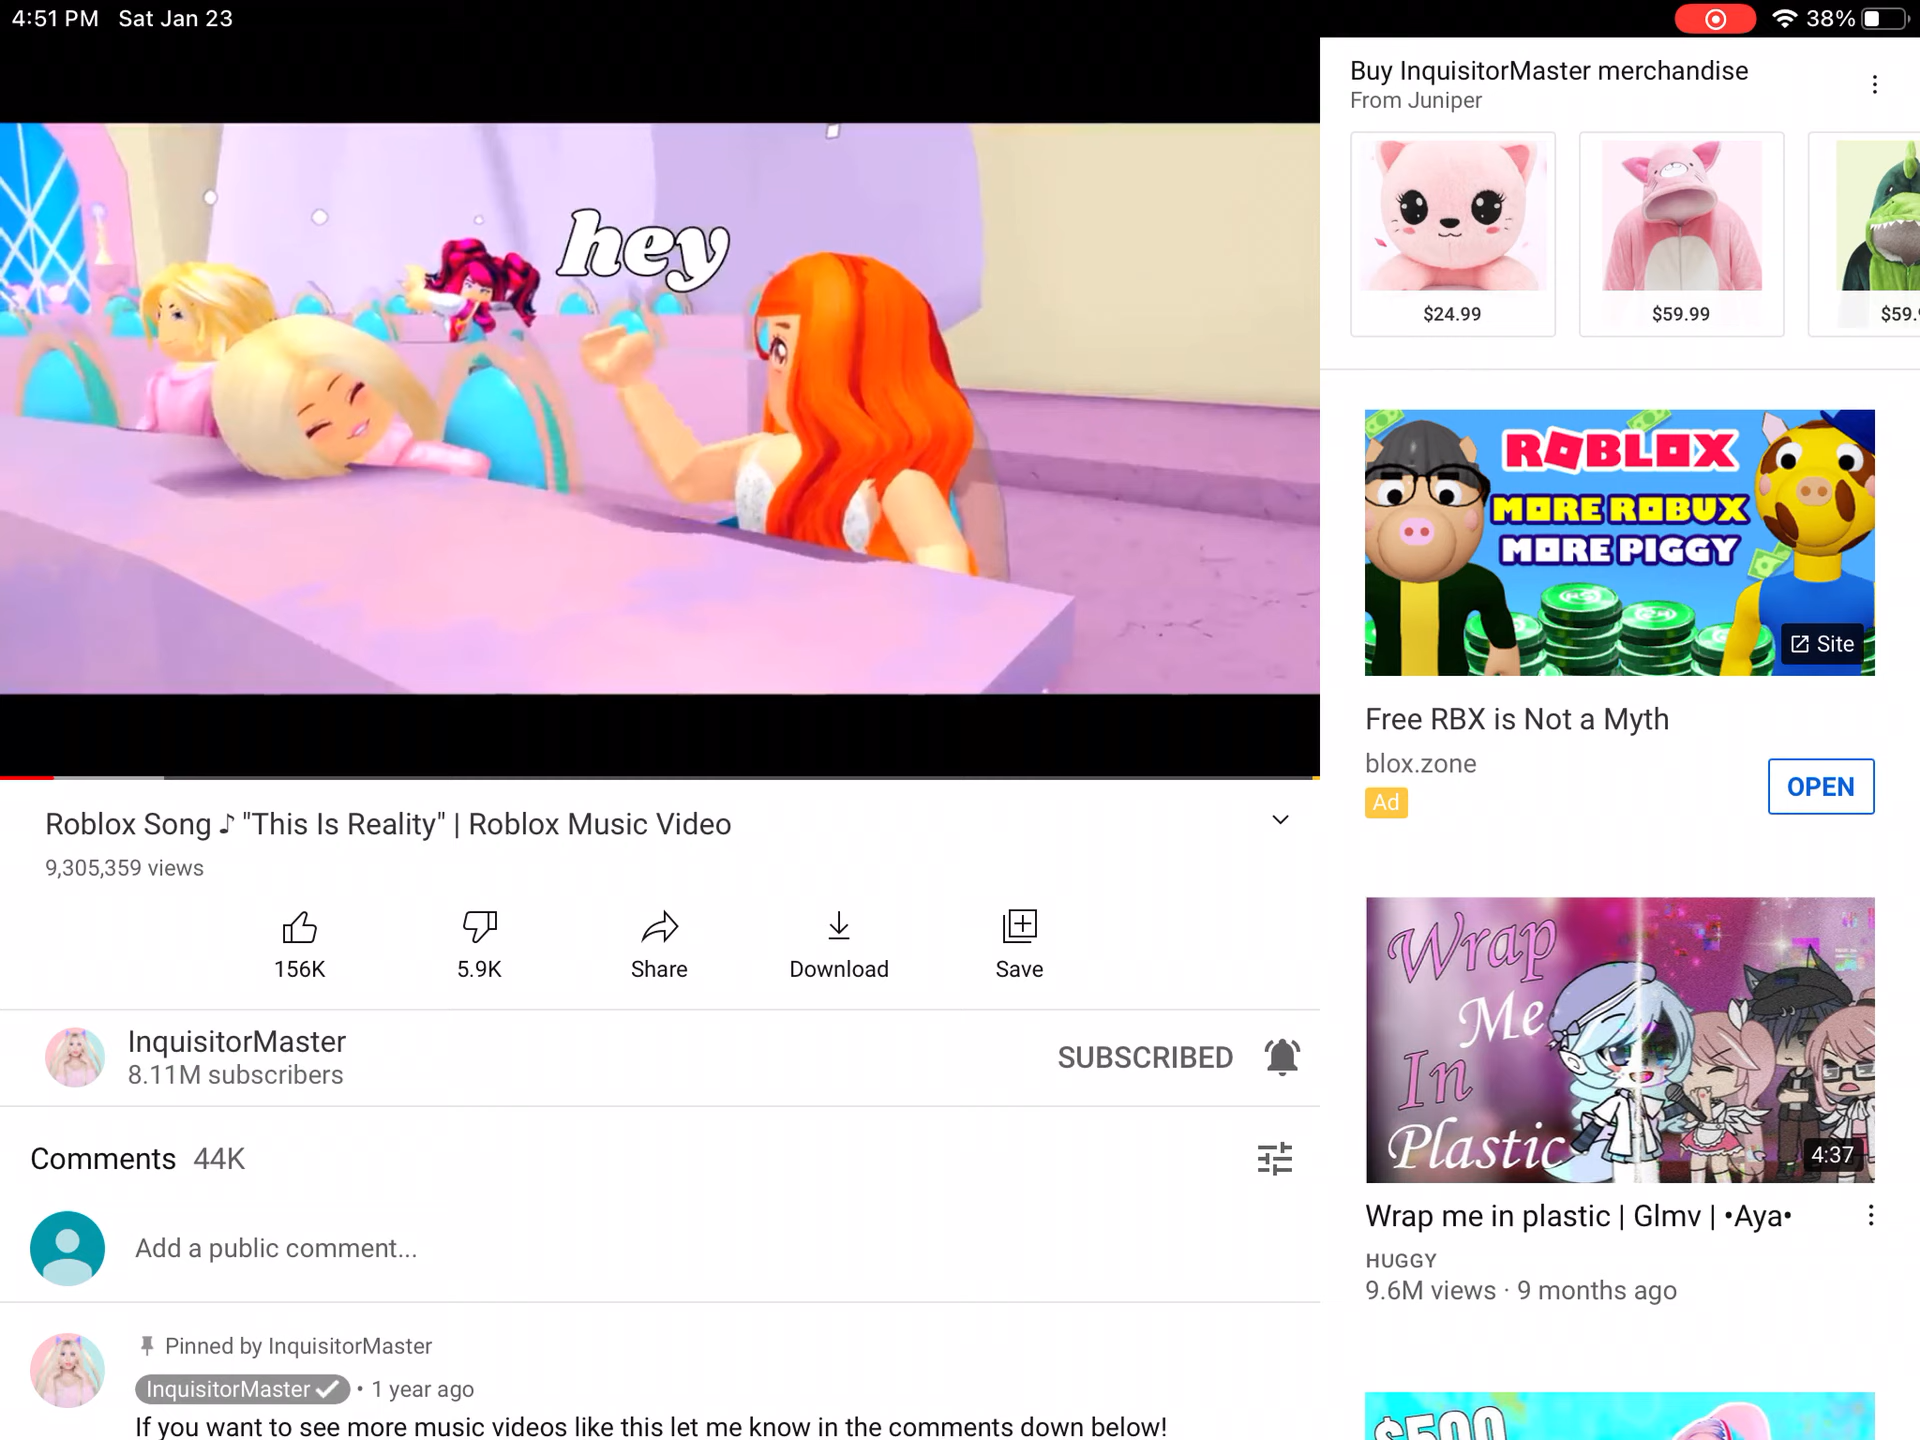 4:51 PM Sat Jan 23
38%
hey
Roblox Song ♪ "This Is Reality" | Roblox Music Video
9,305,359 views
156K
5.9K
Share
Download
Save
InquisitorMaster
8.11M subscribers
SUBSCRIBED
Comments 44K
Add a public comment...
Pinned by InquisitorMaster
InquisitorMaster • 1 year ago
If you want to see more music videos like this let me know in the comments down below!
Buy InquisitorMaster merchandise
From Juniper
$24.99
$59.99
$59.
ROBLOX
MORE ROBUX
MORE PIGGY
Site
Free RBX is Not a Myth
blox.zone
Ad
OPEN
Wrap
Me
In
Plastic
4:37
Wrap me in plastic | Glmv | •Aya•
HUGGY
9.6M views · 9 months ago
$500